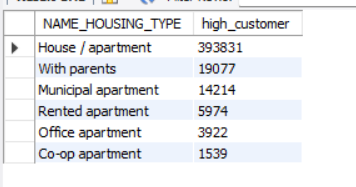 NAME_HOUSING_TYPE high_customer
House / apartment 393831
With parents 19077
Municipal apartment 14214
Rented apartment 5974
Office apartment 3922
Co-op apartment 1539